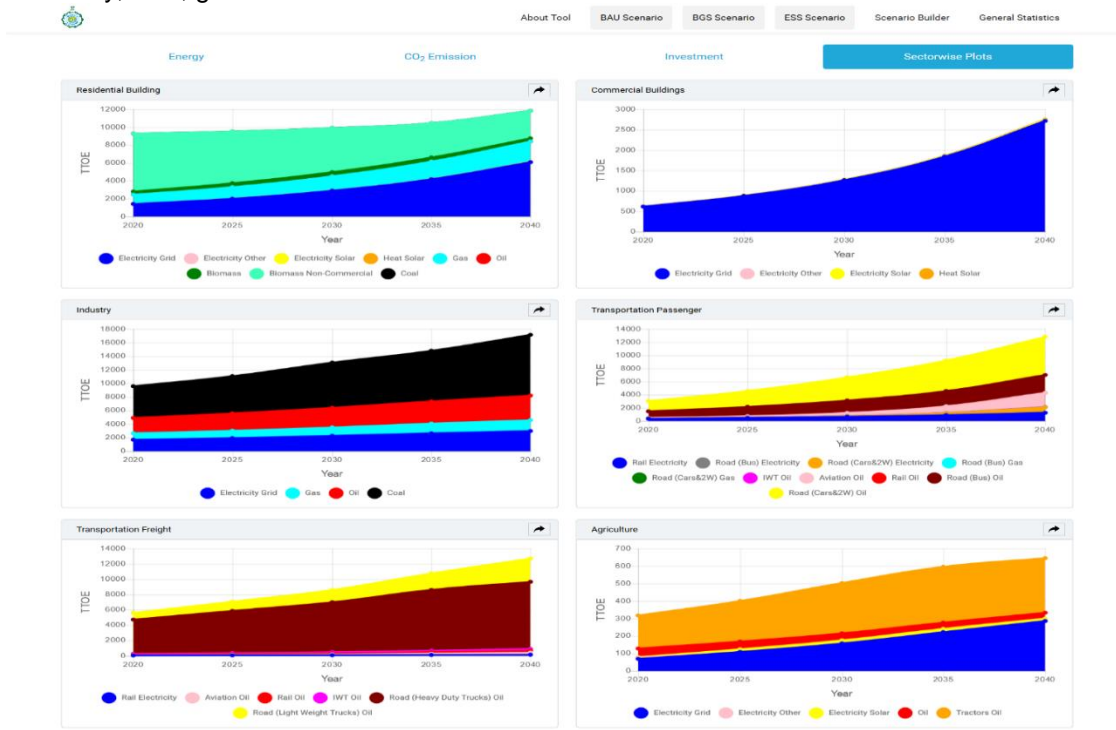 About Tool BAU Scenario BGS Scenario ESS Scenario Scenario Builder General Statistics
Energy CO2 Emission Investment Sectorwise Plots
Residential Building
12000
10000
8000
6000
4000
2000
0
TTOE
2020 2025 2030 2035 2040
Year
Electricity Grid Electricity Other Electricity Solar Heat Solar Gas Oil
Biomass Biomass Non-Commercial Coal
Commercial Buildings
3000
2500
2000
1500
1000
500
0
TTOE
2020 2025 2030 2035 2040
Year
Electricity Grid Electricity Other Electricity Solar Heat Solar
Industry
18000
16000
14000
12000
10000
8000
6000
4000
2000
0
TTOE
2020 2025 2030 2035 2040
Year
Electricity Grid Gas Oil Coal
Transportation Passenger
14000
12000
10000
8000
6000
4000
2000
0
TTOE
2020 2025 2030 2035 2040
Year
Rail Electricity Road (Bus) Electricity Road (Cars&2W) Electricity Road (Bus) Gas
Road (Cars&2W) Gas IWT Oil Aviation Oil Rail Oil Road (Bus) Oil
Road (Cars&2W) Oil
Transportation Freight
14000
12000
10000
8000
6000
4000
2000
0
TTOE
2020 2025 2030 2035 2040
Year
Rail Electricity Aviation Oil Rail Oil IWT Oil Road (Heavy Duty Trucks) Oil
Road (Light Weight Trucks) Oil
Agriculture
700
600
500
400
300
200
100
0
TTOE
2020 2025 2030 2035 2040
Year
Electricity Grid Electricity Other Electricity Solar Oil Tractors Oil